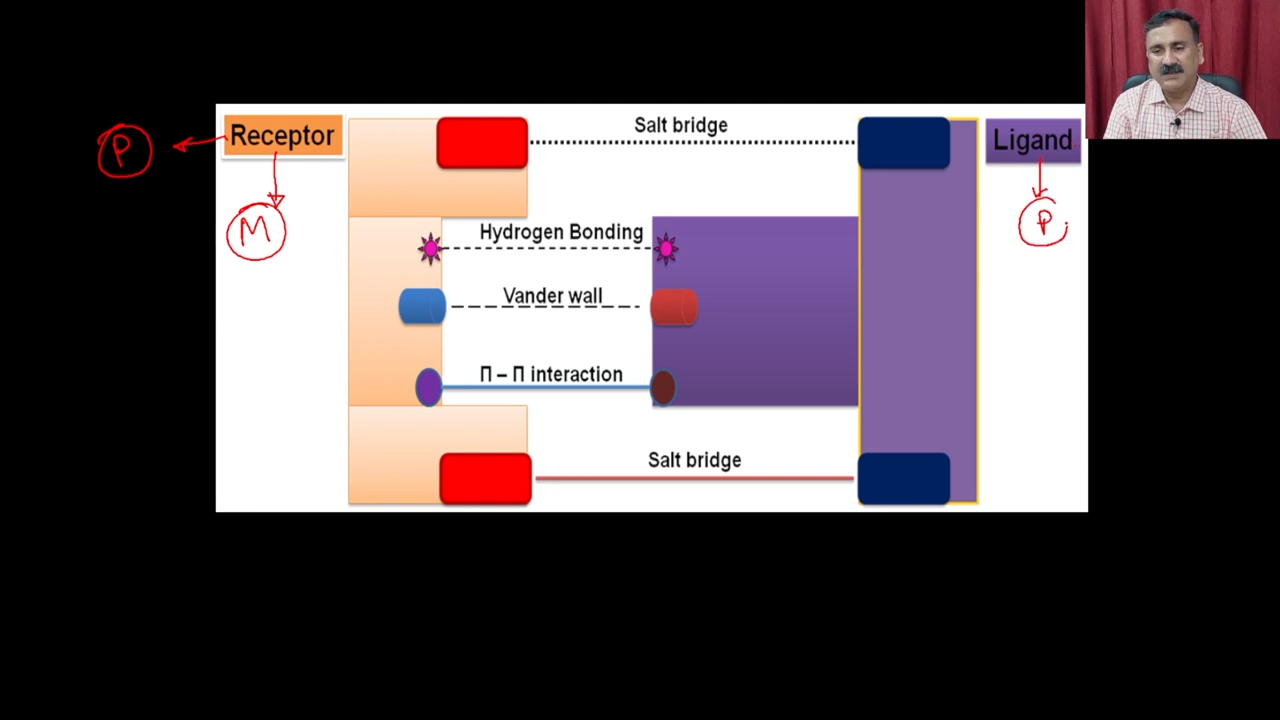 Receptor
Salt bridge
Ligand
P
M
P
Hydrogen Bonding
Vander wall
Π – Π interaction
Salt bridge